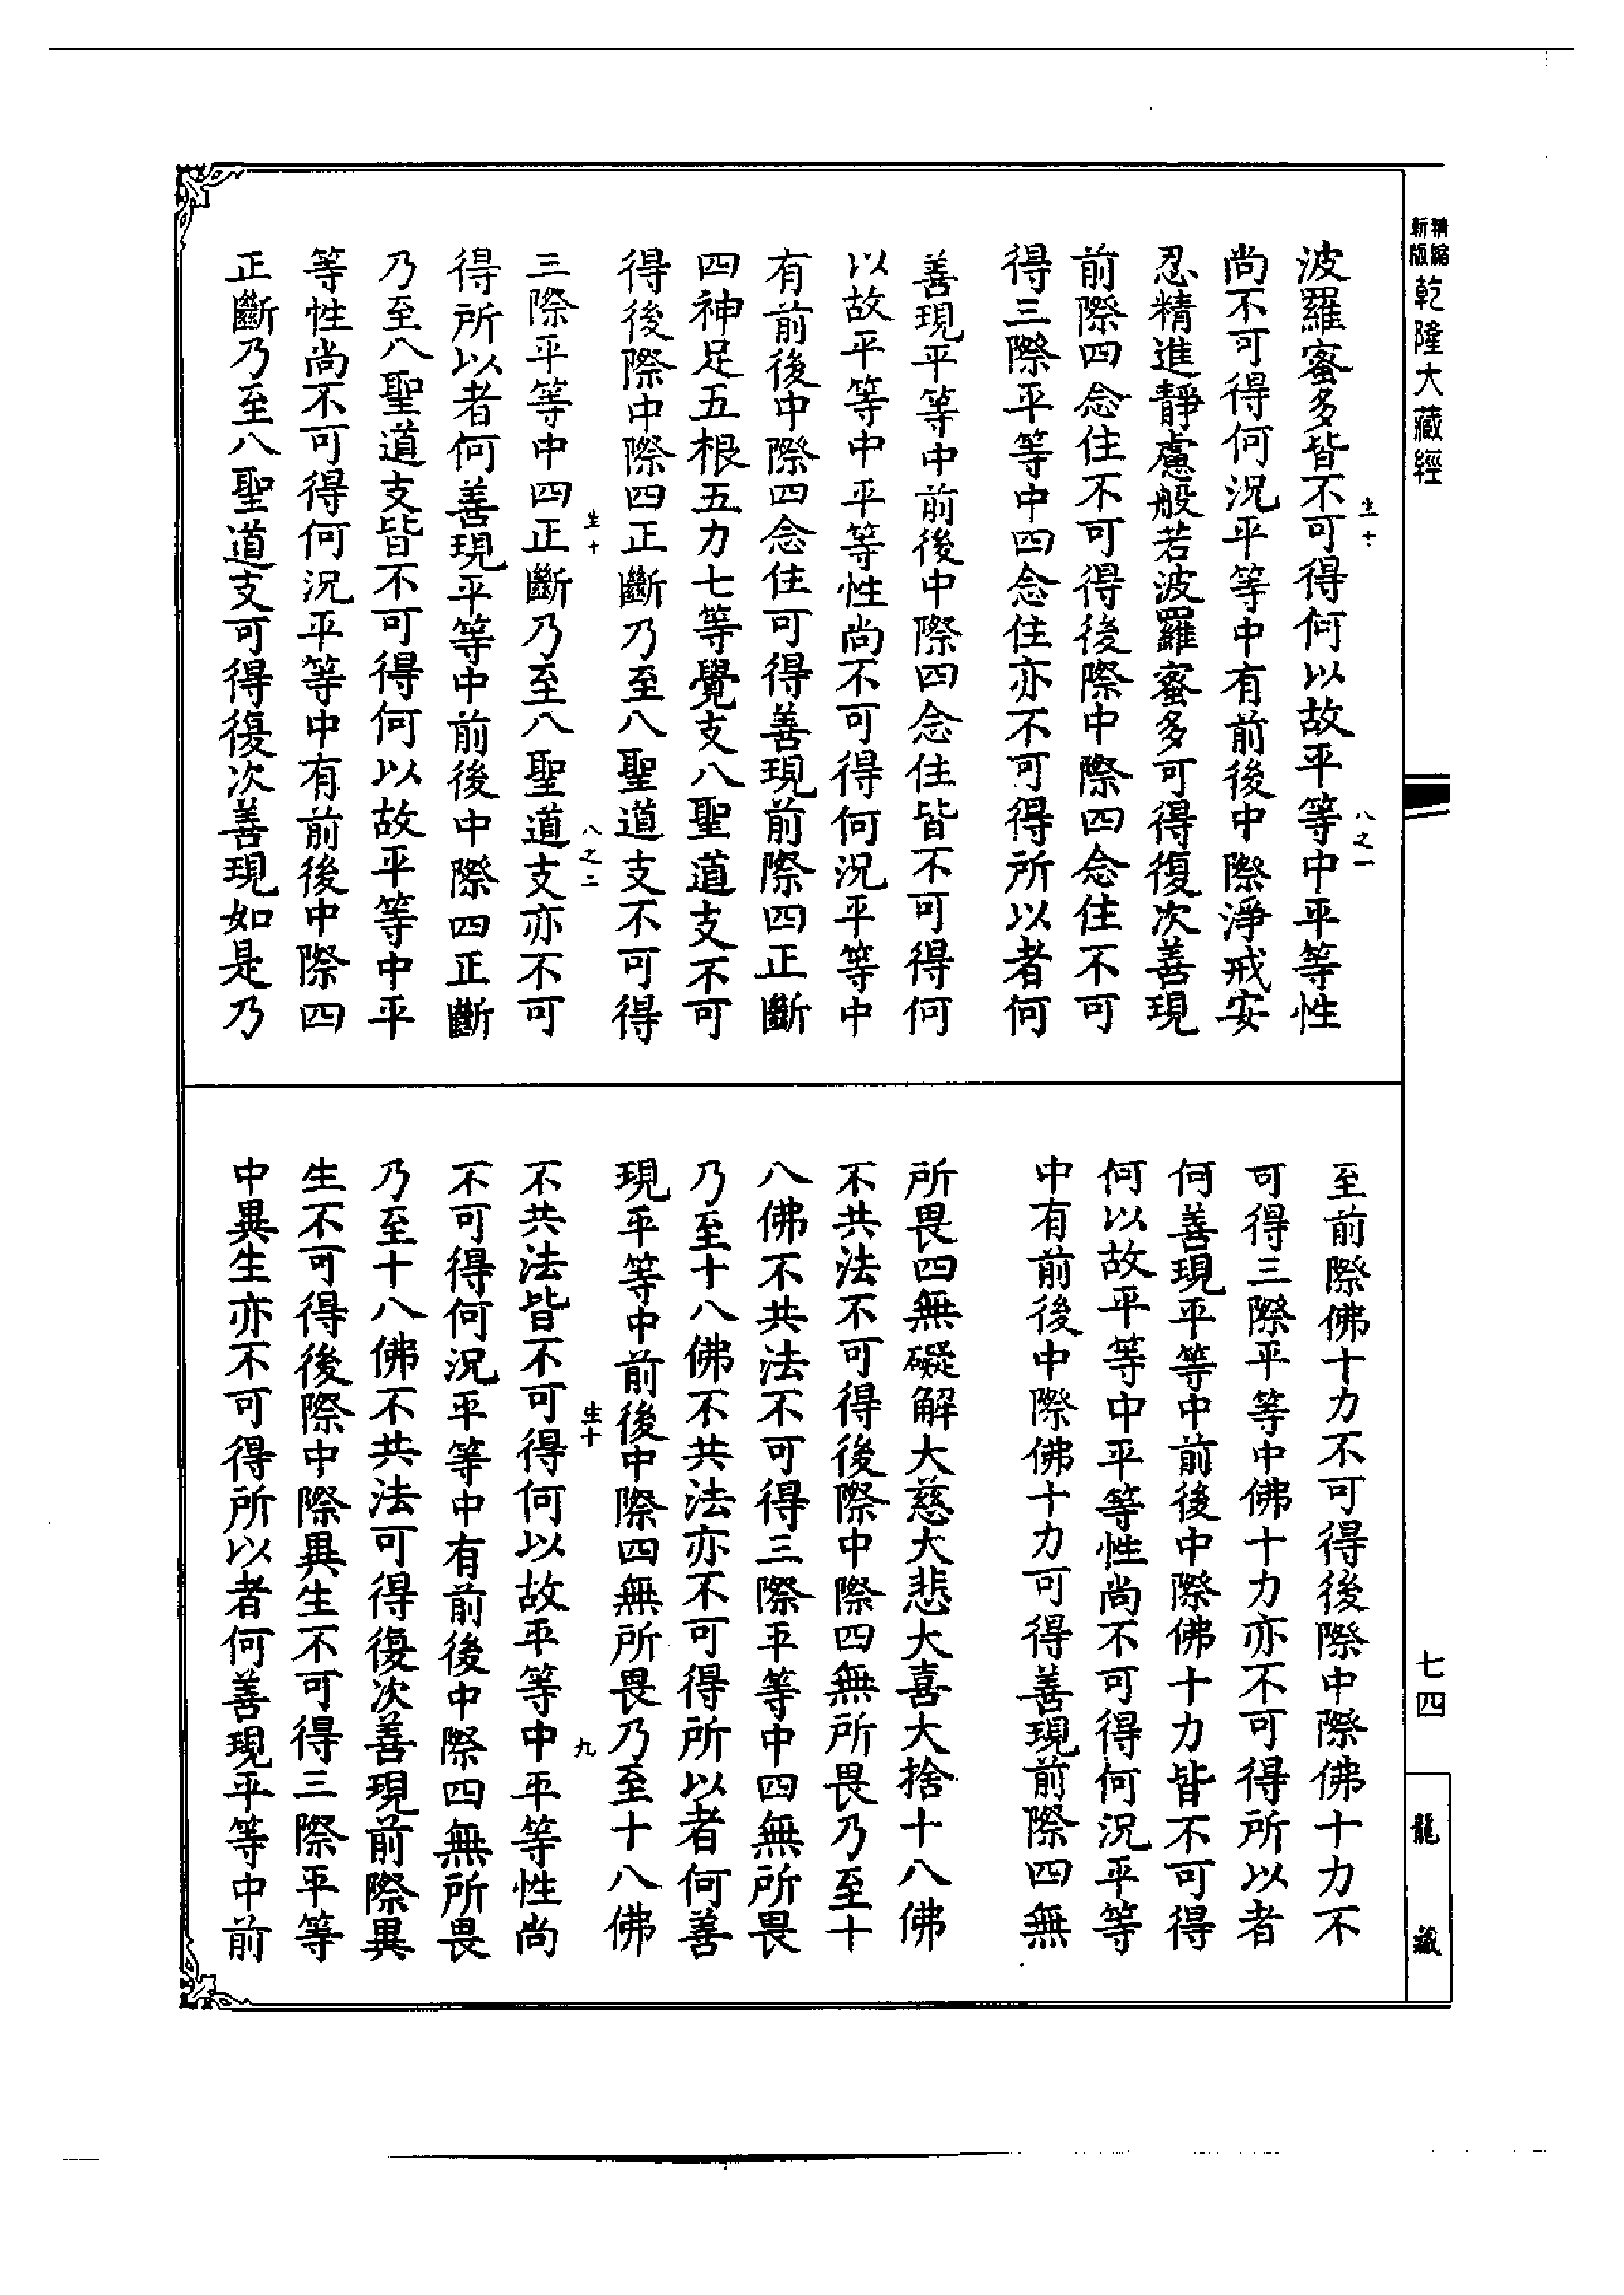 精縮新版乾隆大藏經
生十　八之一
波羅蜜多皆不可得何以故平等中平等性
尚不可得何況平等中有前後中際淨戒安
忍精進靜慮般若波羅蜜多可得復次善現
前際四念住不可得後際中際四念住不可
得三際平等中四念住亦不可得所以者何
善現平等中前後中際四念住皆不可得何
以故平等中平等性尚不可得何況平等中
有前後中際四念住可得善現前際四正斷
四神足五根五力七等覺支八聖道支不可
得後際中際四正斷乃至八聖道支不可得
生十　八之二
三際平等中四正斷乃至八聖道支亦不可
得所以者何善現平等中前後中際四正斷
乃至八聖道支皆不可得何以故平等中平
等性尚不可得何況平等中有前後中際四
正斷乃至八聖道支可得復次善現如是乃
至前際佛十力不可得後際中際佛十力不
可得三際平等中佛十力亦不可得所以者
何善現平等中前後中際佛十力皆不可得
何以故平等中平等性尚不可得何況平等
中有前後中際佛十力可得善現前際四無
所畏四無礙解大慈大悲大喜大捨十八佛
不共法不可得後際中際四無所畏乃至十
八佛不共法不可得三際平等中四無所畏
乃至十八佛不共法亦不可得所以者何善
現平等中前後中際四無所畏乃至十八佛
生十　九
不共法皆不可得何以故平等中平等性尚
不可得何況平等中有前後中際四無所畏
乃至十八佛不共法可得復次善現前際異
生不可得後際中際異生不可得三際平等
中異生亦不可得所以者何善現平等中前
七四
龍藏